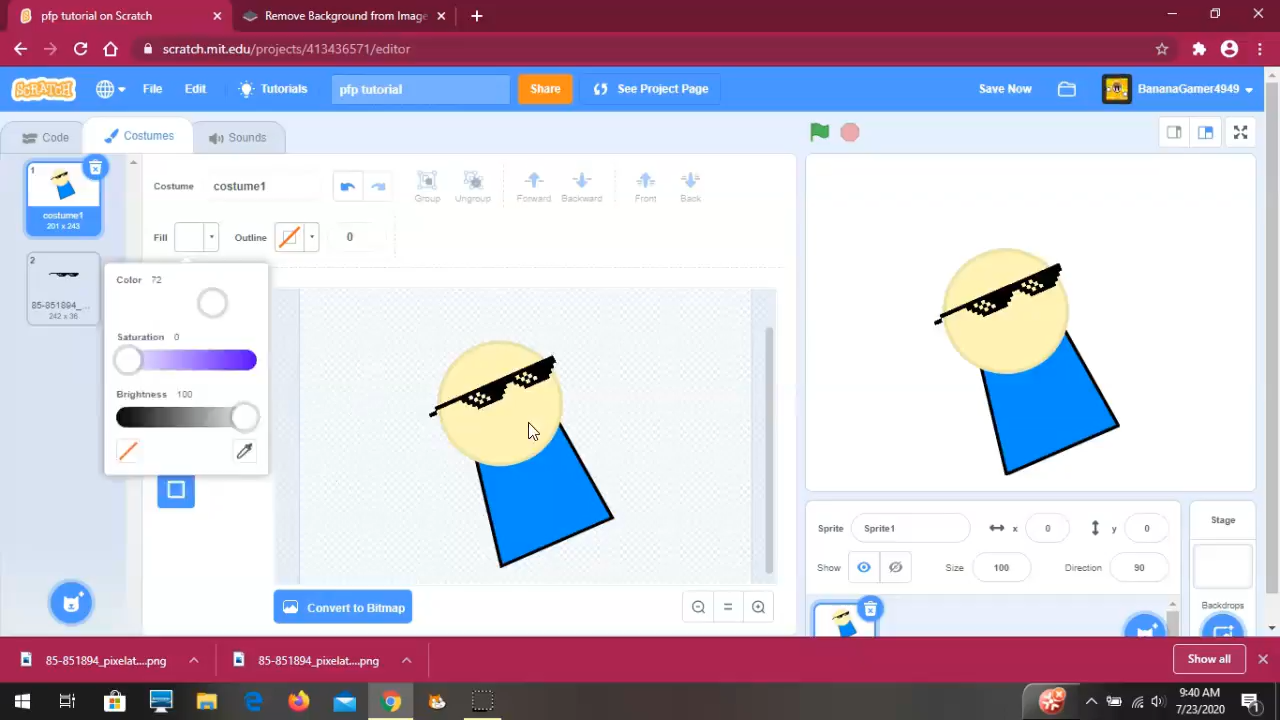 pfp tutorial on Scratch
Remove Background from Image
scratch.mit.edu/projects/413436571/editor
SCRATCH
File
Edit
Tutorials
pfp tutorial
Share
See Project Page
Save Now
BananaGamer4949
Code
Costumes
Sounds
1
costume1
201 x 243
2
85-851894_...
242 x 36
Costume
costume1
Group
Ungroup
Forward
Backward
Front
Back
Fill
Outline
0
Color 72
Saturation 0
Brightness 100
Convert to Bitmap
Sprite
Sprite1
x
0
y
0
Show
Size
100
Direction
90
Stage
Backdrops
85-851894_pixelat....png
85-851894_pixelat....png
Show all
9:40 AM
7/23/2020
1